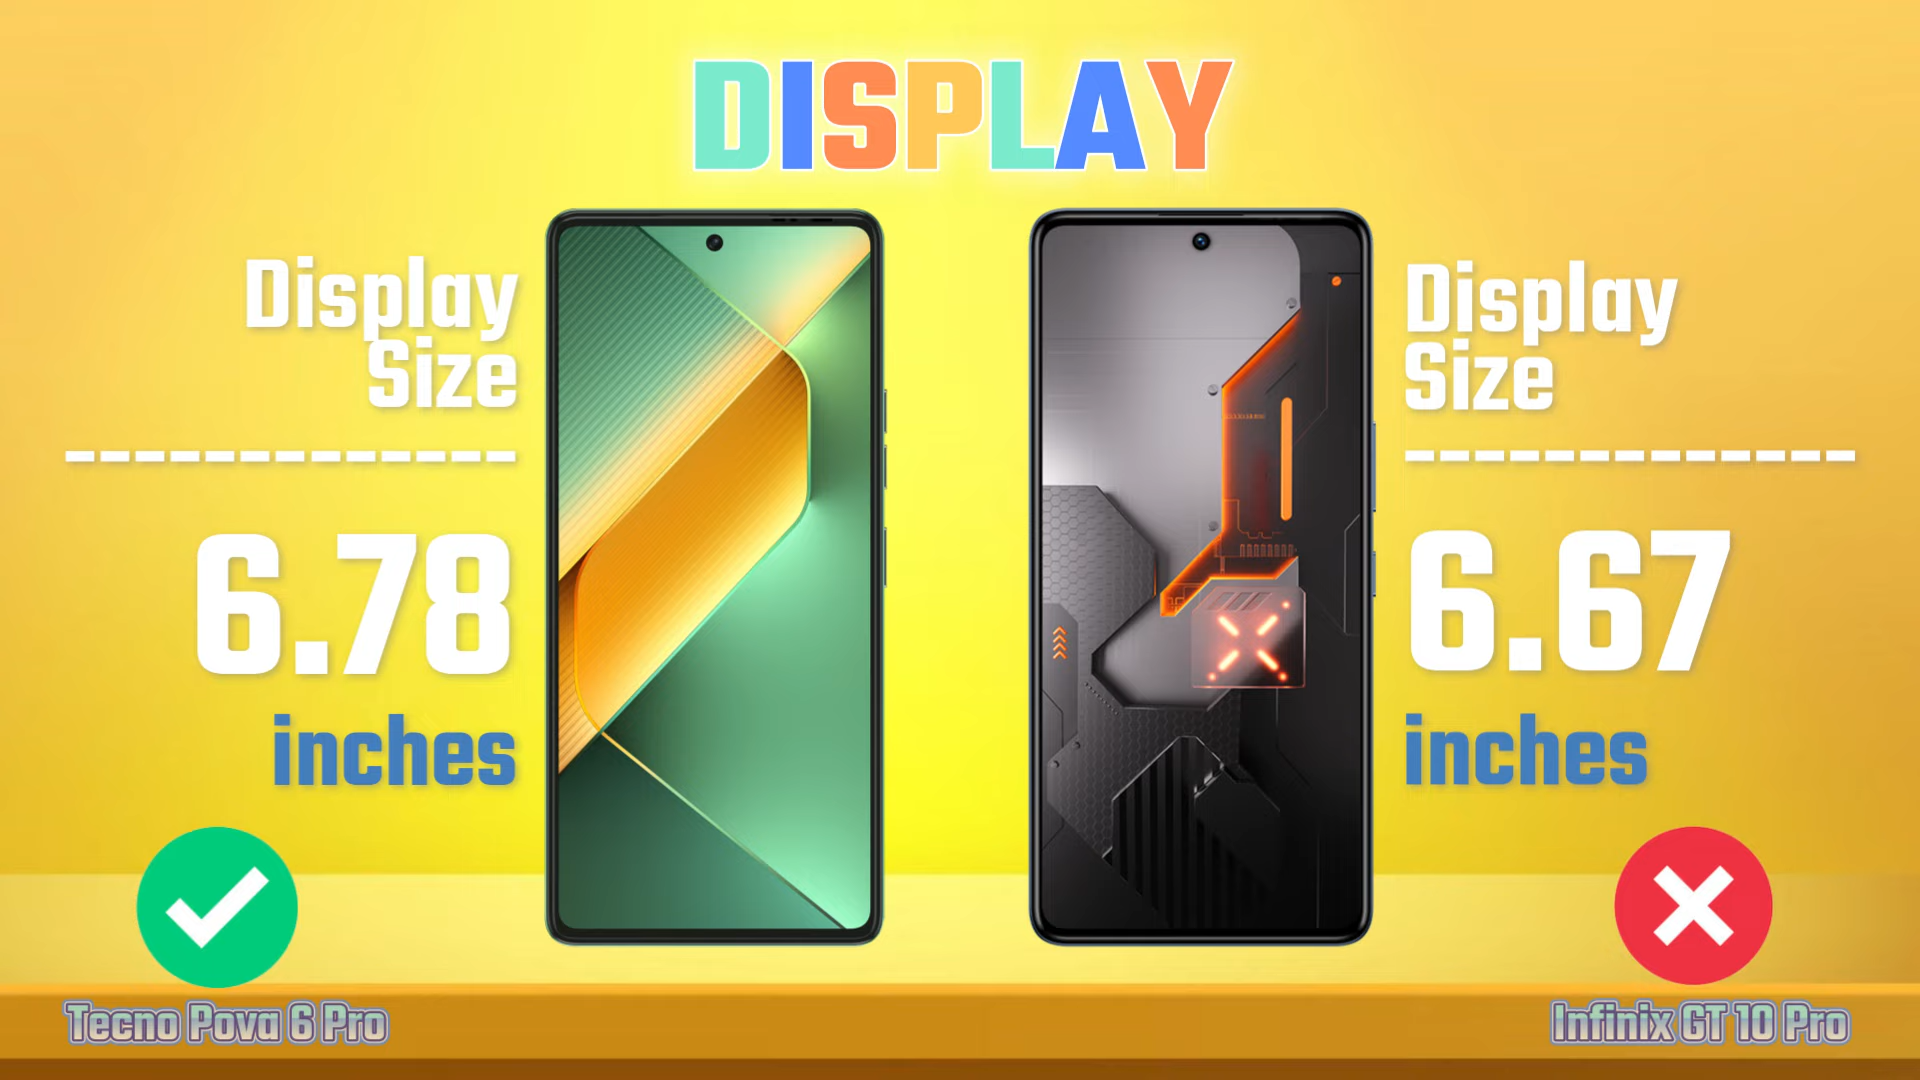 DISPLAY
Display
Size
6.78
inches
Display
Size
6.67
inches
Tecno Pova 6 Pro
Infinix GT 10 Pro